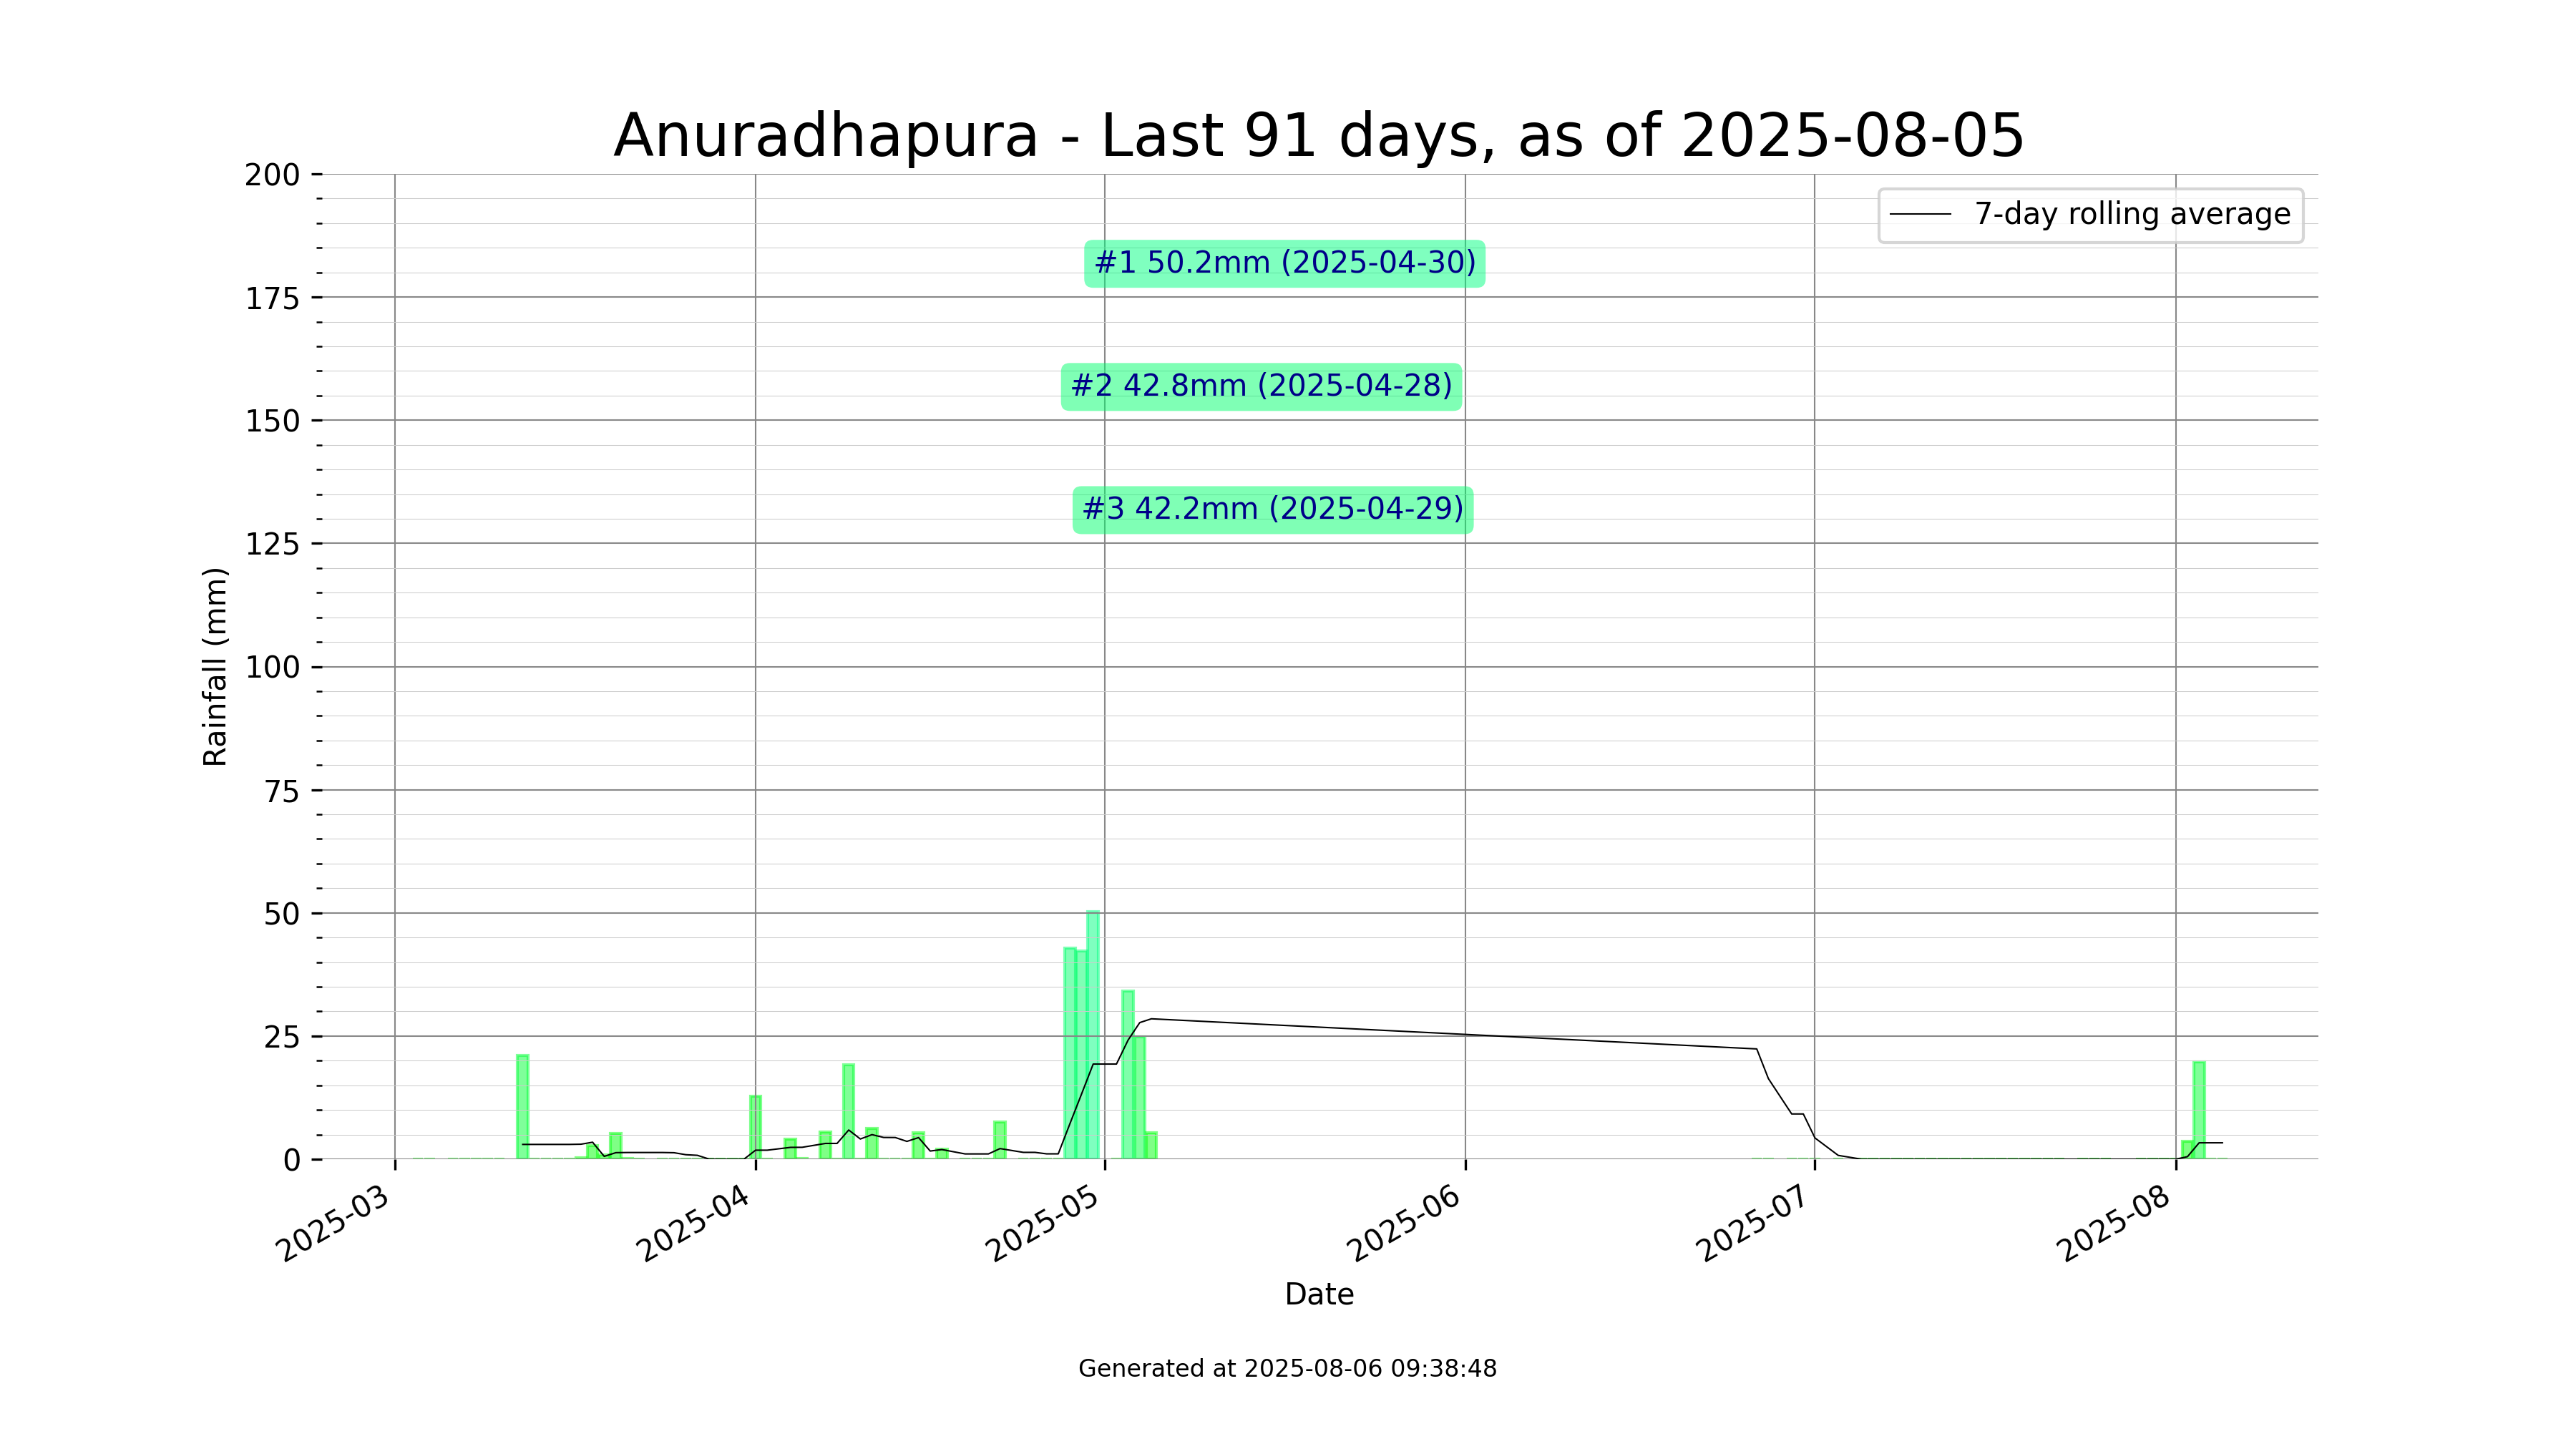 Anuradhapura - Last 91 days, as of 2025-08-05
200
175
150
125
100
75
50
25
0
Rainfall (mm)
7-day rolling average
#1 50.2mm (2025-04-30)
#2 42.8mm (2025-04-28)
#3 42.2mm (2025-04-29)
2025-03
2025-04
2025-05
2025-06
2025-07
2025-08
Date
Generated at 2025-08-06 09:38:48